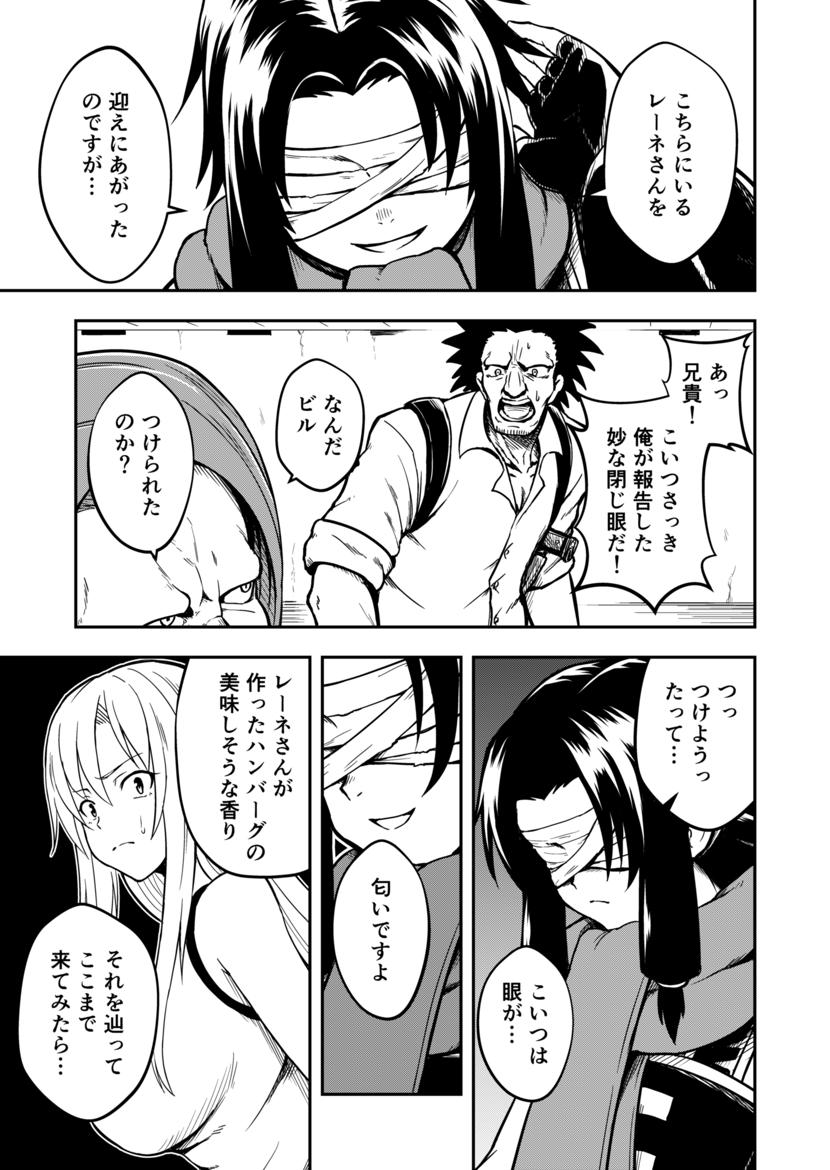 こちらにいる
レーネさんを
迎えにあがった
のですが…
あっ
兄貴！
こいつさっき
俺が報告した
妙な閉じ眼だ！
なんだ
ビル
つけられた
のか？
つっ
つけようっ
たって…
こいつは
眼が…
匂いですよ
レーネさんが
作ったハンバーグの
美味しそうな香り
それを辿って
ここまで
来てみたら…